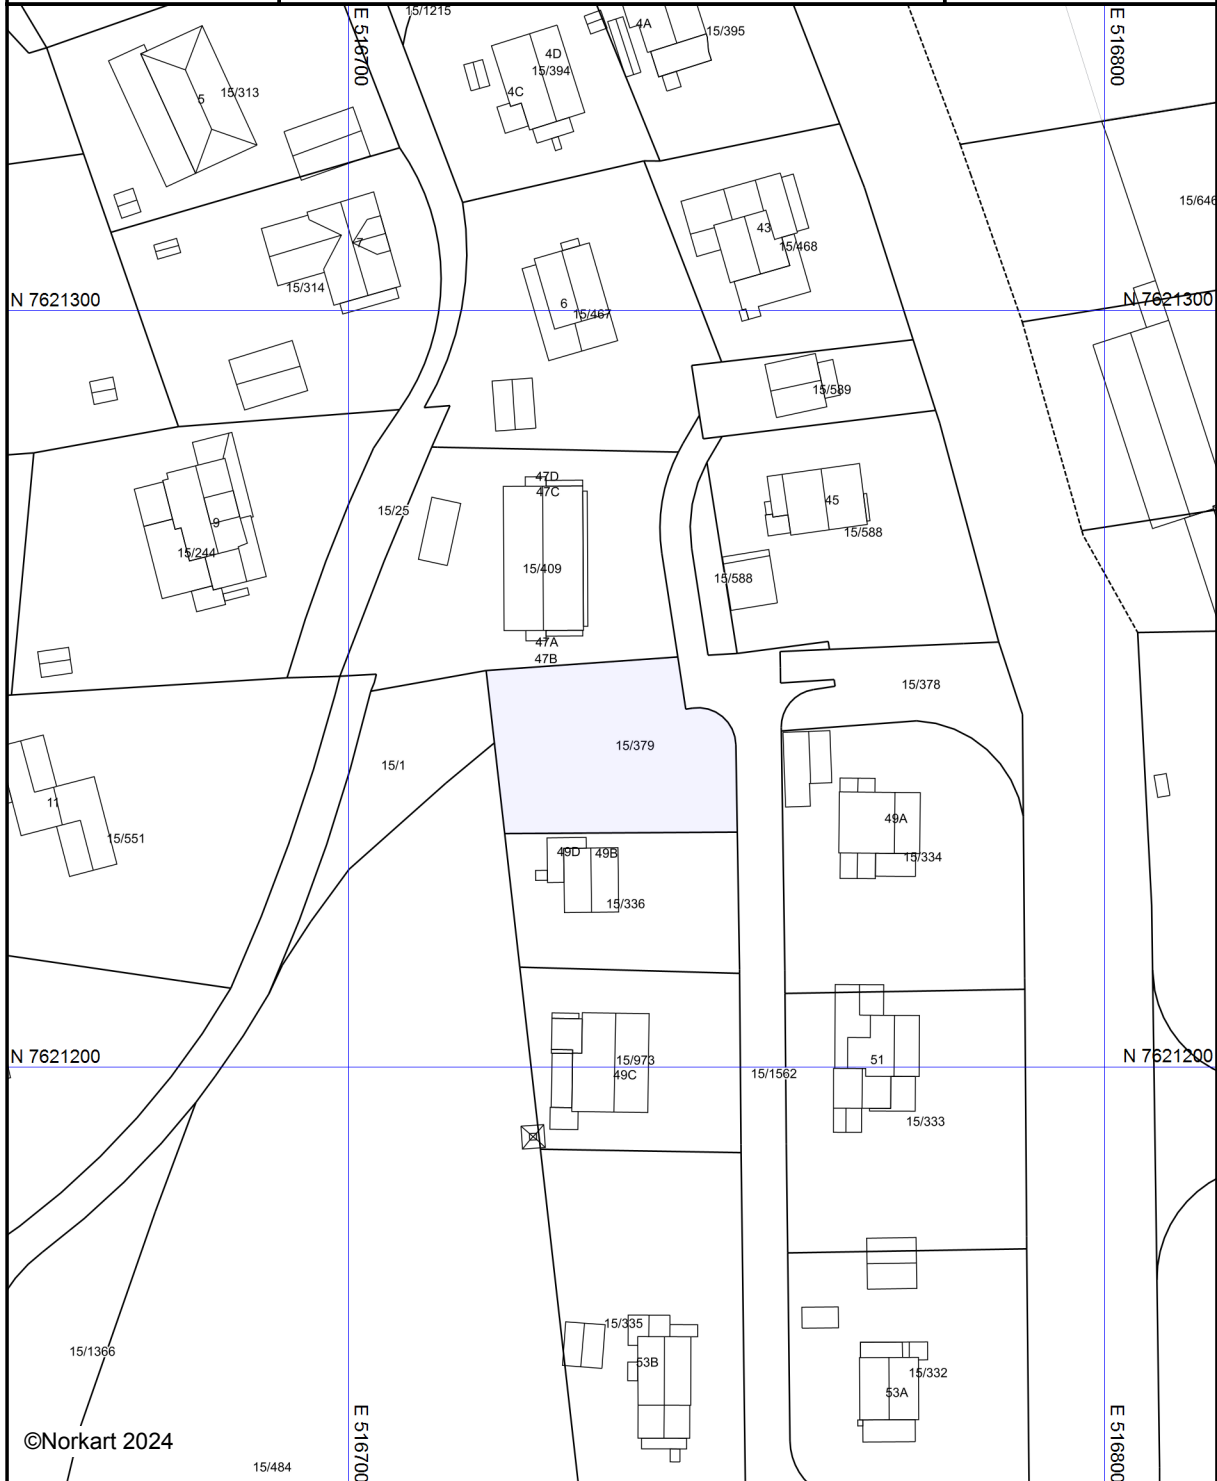 15/1215
E 516700
4A
15/395
E 516800
4D
15/394
4C
5
15/313
15/646
43
15/468
7
15/314
N 7621300
N 7621300
6
15/467
15/589
47D
47C
45
15/588
15/25
9
15/244
15/409
15/588
47A
47B
15/378
15/379
15/1
11
15/551
49A
15/334
49D
49B
15/336
N 7621200
N 7621200
15/973
49C
51
15/1562
15/333
15/335
53B
15/1366
15/332
53A
©Norkart 2024
E 516700
E 516800
15/484